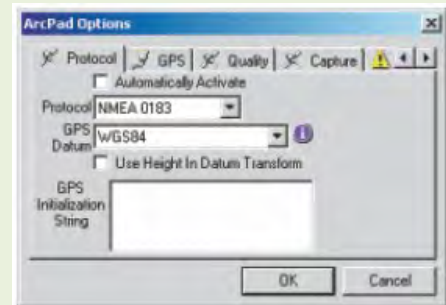 ArcPad Options
Protocol GPS Quality Capture
Automatically Activate
Protocol NMEA 0183
GPS Datum WGS84
Use Height In Datum Transform
GPS
Initialization
String
OK Cancel